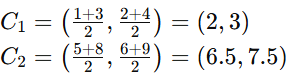 C₁ = (1+3/2, 2+4/2) = (2, 3)
C₂ = (5+8/2, 6+9/2) = (6.5, 7.5)